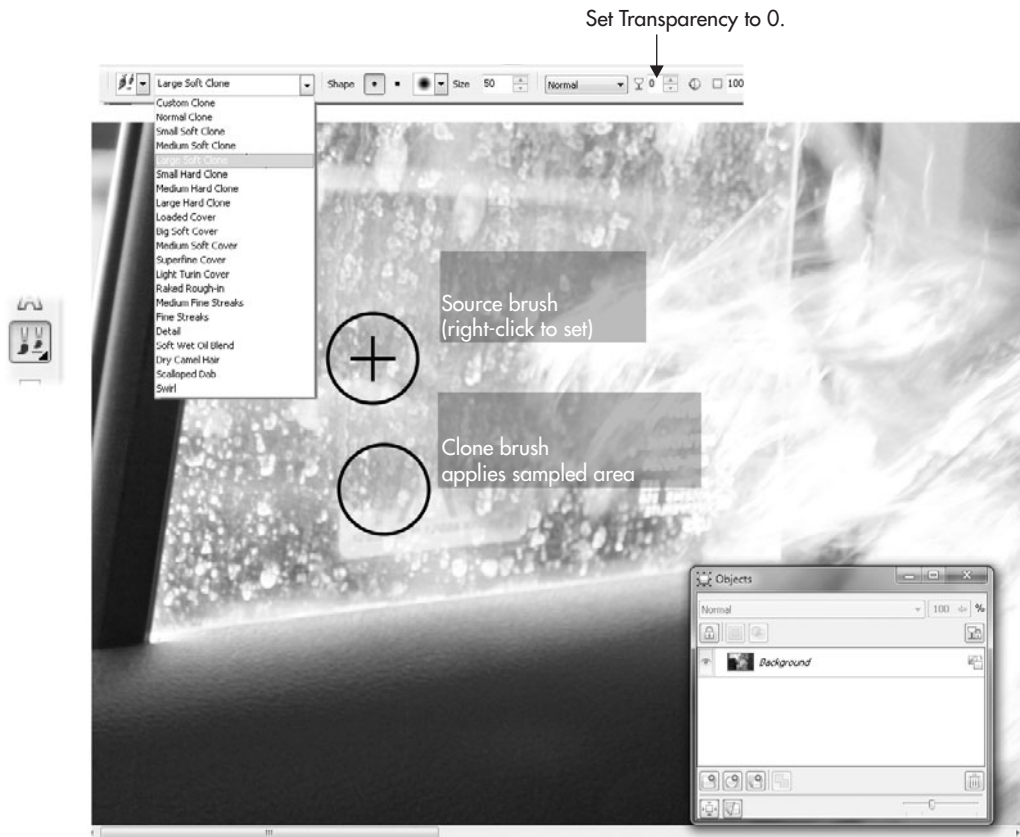 Set Transparency to 0.
Large Soft Clone Shape Size 50 Normal 0 100
Custom Clone
Normal Clone
Small Soft Clone
Medium Soft Clone
Large Soft Clone
Small Hard Clone
Medium Hard Clone
Large Hard Clone
Loaded Cover
Big Soft Cover
Medium Soft Cover
Superfine Cover
Light Turin Cover
Raked Rough-in
Medium Fine Streaks
Fine Streaks
Detail
Soft Wet Oil Blend
Dry Camel Hair
Scalloped Dab
Swirl
Source brush
(right-click to set)
Clone brush
applies sampled area
Objects
Normal 100 %
Background